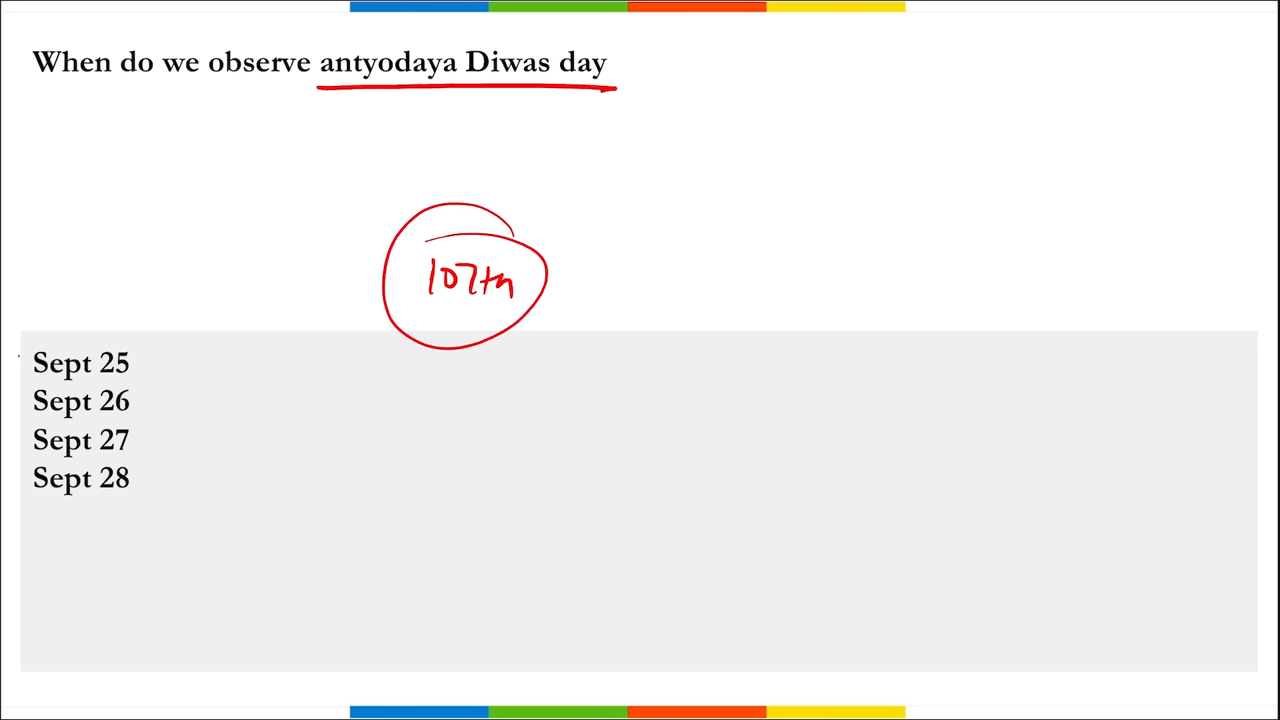 When do we observe antyodaya Diwas day
107th
Sept 25
Sept 26
Sept 27
Sept 28